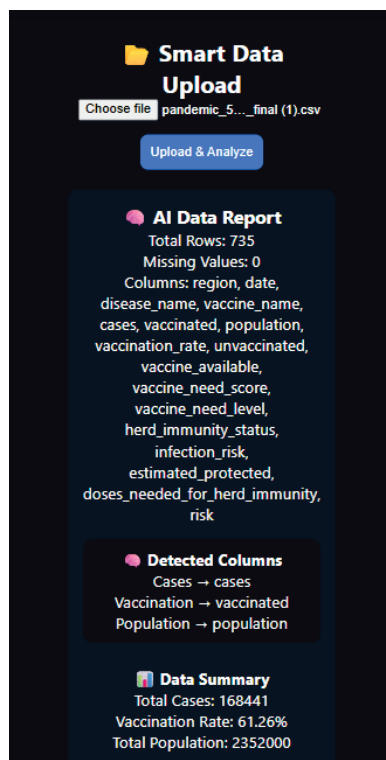 📂 Smart Data
Upload
Choose file pandemic_5..._final (1).csv
Upload & Analyze
🧠 AI Data Report
Total Rows: 735
Missing Values: 0
Columns: region, date,
disease_name, vaccine_name,
cases, vaccinated, population,
vaccination_rate, unvaccinated,
vaccine_available,
vaccine_need_score,
vaccine_need_level,
herd_immunity_status,
infection_risk,
estimated_protected,
doses_needed_for_herd_immunity,
risk
🧠 Detected Columns
Cases → cases
Vaccination → vaccinated
Population → population
📊 Data Summary
Total Cases: 168441
Vaccination Rate: 61.26%
Total Population: 2352000